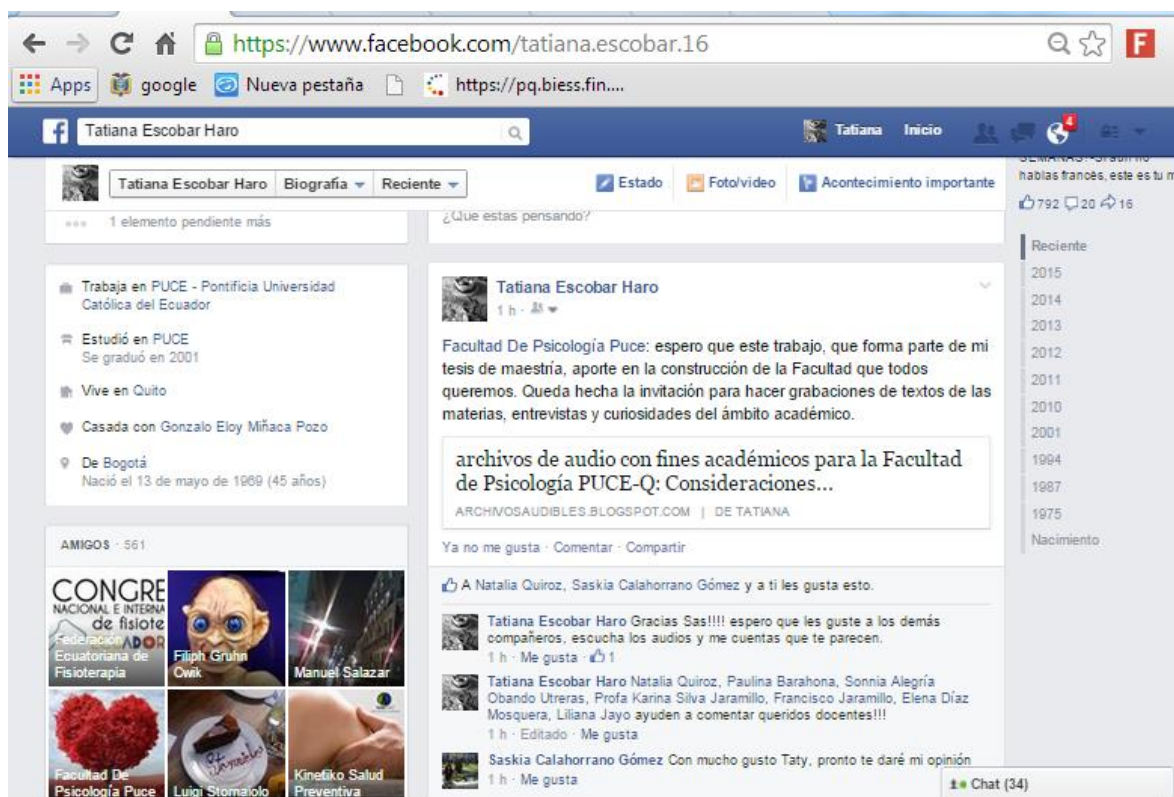 https://www.facebook.com/tatiana.escobar.16
F
Apps google Nueva pestaña https://pq.biess.fin....
f Tatiana Escobar Haro Tatiana Inicio 4
Tatiana Escobar Haro Biografía Reciente Estado Foto/video Acontecimiento importante
hablas francés, este es tu m
792 20 16
1 elemento pendiente más
¿Qué estás pensando?
Trabaja en PUCE - Pontificia Universidad
Católica del Ecuador
Estudió en PUCE
Se graduó en 2001
Vive en Quito
Casada con Gonzalo Eloy Miñaca Pozo
De Bogotá
Nació el 13 de mayo de 1969 (45 años)
AMIGOS · 561
CONGRE
NACIONAL E INTERNA
de fisiote
ADOR
Federación
Ecuatoriana de
Fisioterapia
Filiph Gruhn
Owik
Manuel Salazar
Facultad De
Psicología Puce
Luigi Stornaiolo
Kinetiko Salud
Preventiva
Tatiana Escobar Haro
1 h ·
Facultad De Psicología Puce: espero que este trabajo, que forma parte de mi
tesis de maestría, aporte en la construcción de la Facultad que todos
queremos. Queda hecha la invitación para hacer grabaciones de textos de las
materias, entrevistas y curiosidades del ámbito académico.
archivos de audio con fines académicos para la Facultad
de Psicología PUCE-Q: Consideraciones...
ARCHIVOSAUDIBLES.BLOGSPOT.COM | DE TATIANA
Ya no me gusta · Comentar · Compartir
A Natalia Quiroz, Saskia Calahorrano Gómez y a ti les gusta esto.
Tatiana Escobar Haro Gracias Sas!!!! espero que les guste a los demás
compañeros, escucha los audios y me cuentas que te parecen.
1 h · Me gusta · 1
Tatiana Escobar Haro Natalia Quiroz, Paulina Barahona, Sonnia Alegría
Obando Utreras, Profa Karina Silva Jaramillo, Francisco Jaramillo, Elena Díaz
Mosquera, Liliana Jayo ayuden a comentar queridos docentes!!!
1 h · Editado · Me gusta
Saskia Calahorrano Gómez Con mucho gusto Taty, pronto te daré mi opinión
1 h · Me gusta
Reciente
2015
2014
2013
2012
2011
2010
2001
1994
1987
1975
Nacimiento
Chat (34)